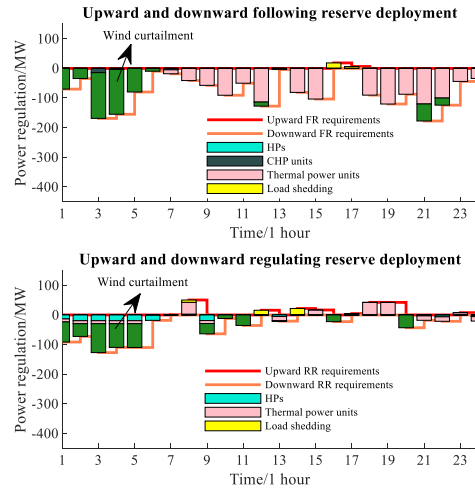 Upward and downward following reserve deployment
Power regulation/MW
100
0
-100
-200
-300
-400
Wind curtailment
Upward FR requirements
Downward FR requirements
HPs
CHP units
Thermal power units
Load shedding
1 3 5 7 9 11 13 15 17 19 21 23
Time/1 hour
Upward and downward regulating reserve deployment
Power regulation/MW
100
0
-100
-200
-300
-400
Wind curtailment
Upward RR requirements
Downward RR requirements
HPs
Thermal power units
Load shedding
1 3 5 7 9 11 13 15 17 19 21 23
Time/1 hour